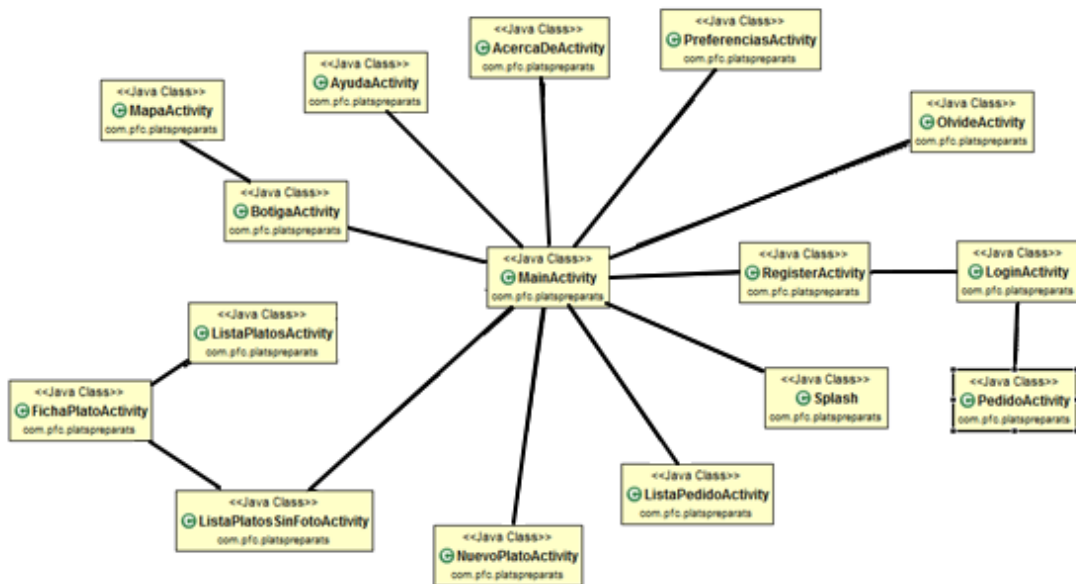 <<Java Class>>
AcercaDeActivity
com.pfc.platspreparats
<<Java Class>>
PreferenciasActivity
com.pfc.platspreparats
<<Java Class>>
AyudaActivity
com.pfc.platspreparats
<<Java Class>>
MapaActivity
com.pfc.platspreparats
<<Java Class>>
OlvideActivity
com.pfc.platspreparats
<<Java Class>>
BotigaActivity
com.pfc.platspreparats
<<Java Class>>
MainActivity
com.pfc.platspreparats
<<Java Class>>
RegisterActivity
com.pfc.platspreparats
<<Java Class>>
LoginActivity
com.pfc.platspreparats
<<Java Class>>
ListaPlatosActivity
com.pfc.platspreparats
<<Java Class>>
FichaPlatoActivity
com.pfc.platspreparats
<<Java Class>>
Splash
com.pfc.platspreparats
<<Java Class>>
PedidoActivity
com.pfc.platspreparats
<<Java Class>>
ListaPlatosSinFotoActivity
com.pfc.platspreparats
<<Java Class>>
ListaPedidoActivity
com.pfc.platspreparats
<<Java Class>>
NuevoPlatoActivity
com.pfc.platspreparats